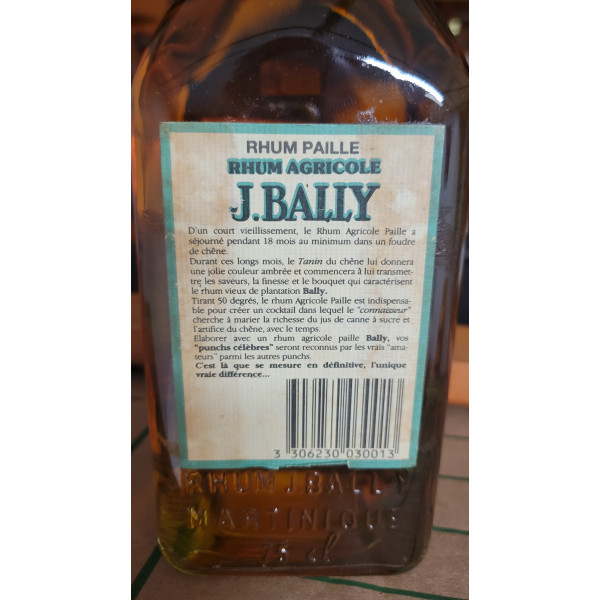 RHUM PAILLE
RHUM AGRICOLE
J.BALLY
D'un court vieillissement, le Rhum Agricole Paille a
séjourné pendant 18 mois au minimum dans un foudre
de chêne.
Durant ces longs mois, le Tanin du chêne lui donnera
une jolie couleur ambrée et commencera à lui transmet-
tre les saveurs, la finesse et le bouquet qui caractérisent
le rhum vieux de plantation Bally.
Tirant 50 degrés, le rhum Agricole Paille est indispensa-
ble pour créer un cocktail dans lequel le "connaisseur"
cherche à marier la richesse du jus de canne à sucre et
l'artifice du chêne, avec le temps.
Elaborer avec un rhum agricole paille Bally, vos
"punchs célèbres" seront reconnus par les vrais "ama-
teurs" parmi les autres punchs.
C'est là que se mesure en définitive, l'unique
vraie différence...
3 306230 030013
RHUM J.BALLY
MARTINIQUE
75 cl